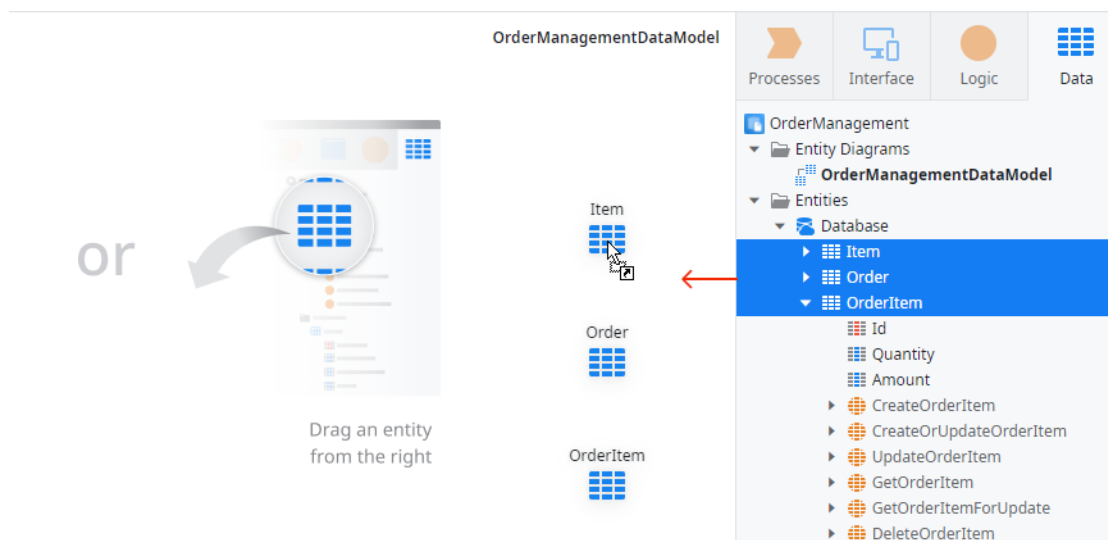 OrderManagementDataModel
Processes
Interface
Logic
Data
or
Drag an entity
from the right
Item
Order
OrderItem
OrderManagement
Entity Diagrams
OrderManagementDataModel
Entities
Database
Item
Order
OrderItem
Id
Quantity
Amount
CreateOrderItem
CreateOrUpdateOrderItem
UpdateOrderItem
GetOrderItem
GetOrderItemForUpdate
DeleteOrderItem